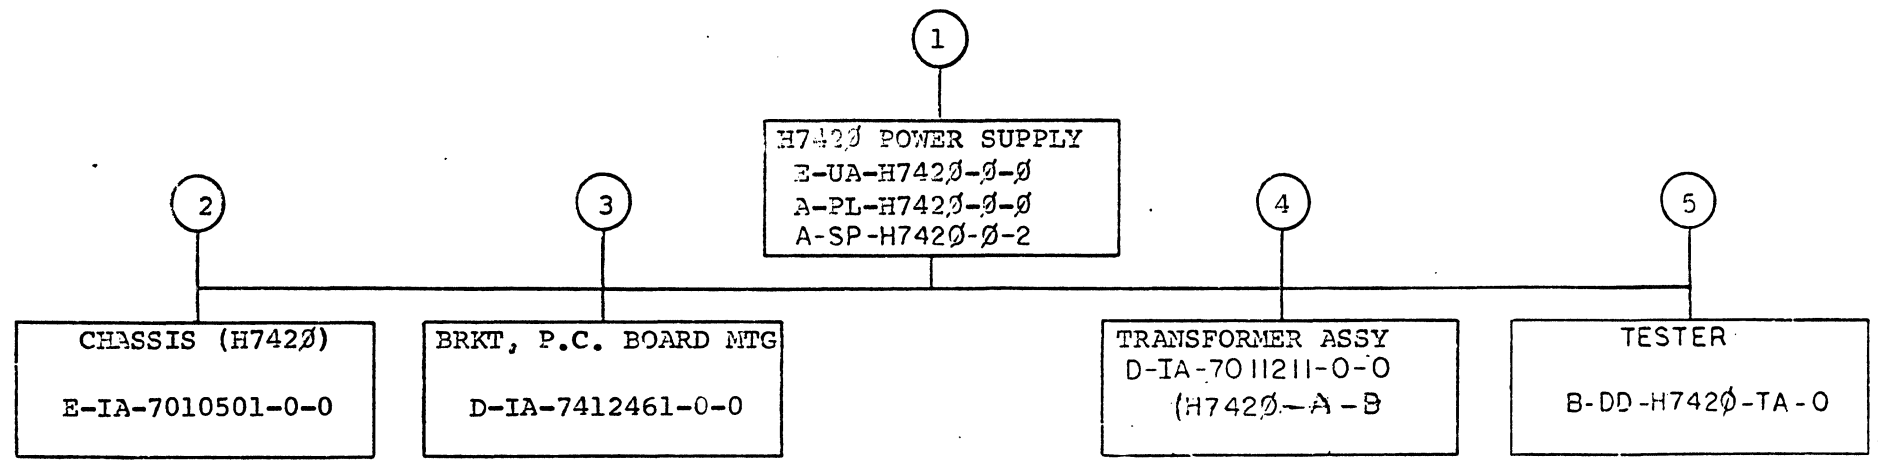 1
H742Ø POWER SUPPLY
E-UA-H742Ø-Ø-Ø
A-PL-H742Ø-Ø-Ø
A-SP-H742Ø-Ø-2
2
CHASSIS (H742Ø)
E-IA-7010501-0-0
3
BRKT, P.C. BOARD MTG
D-IA-7412461-0-0
4
TRANSFORMER ASSY
D-IA-7011211-0-0
(H742Ø-A-B
5
TESTER
B-DD-H742Ø-TA-0